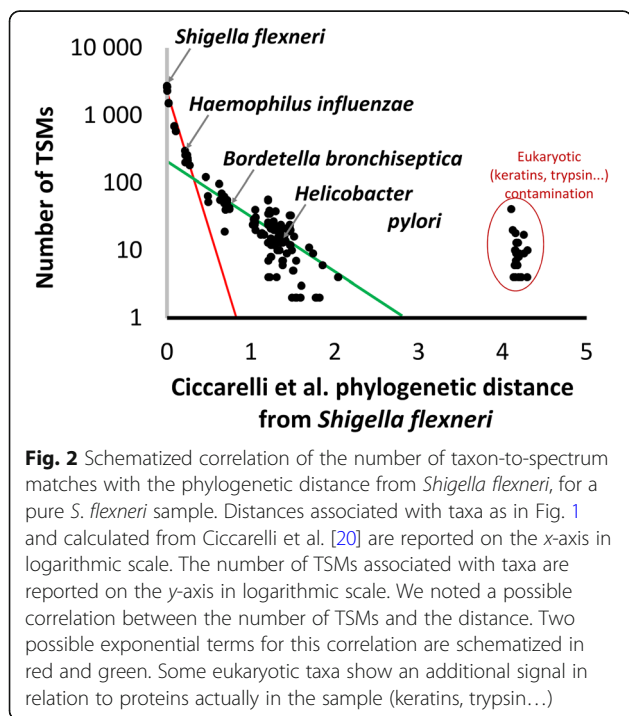 10 000
1 000
100
10
1
Number of TSMs
Shigella flexneri
Haemophilus influenzae
Bordetella bronchiseptica
Helicobacter
pylori
Eukaryotic
(keratins, trypsin...)
contamination
0 1 2 3 4 5
Ciccarelli et al. phylogenetic distance
from Shigella flexneri
Fig. 2 Schematized correlation of the number of taxon-to-spectrum
matches with the phylogenetic distance from Shigella flexneri, for a
pure S. flexneri sample. Distances associated with taxa as in Fig. 1
and calculated from Ciccarelli et al. [20] are reported on the x-axis in
logarithmic scale. The number of TSMs associated with taxa are
reported on the y-axis in logarithmic scale. We noted a possible
correlation between the number of TSMs and the distance. Two
possible exponential terms for this correlation are schematized in
red and green. Some eukaryotic taxa show an additional signal in
relation to proteins actually in the sample (keratins, trypsin…)